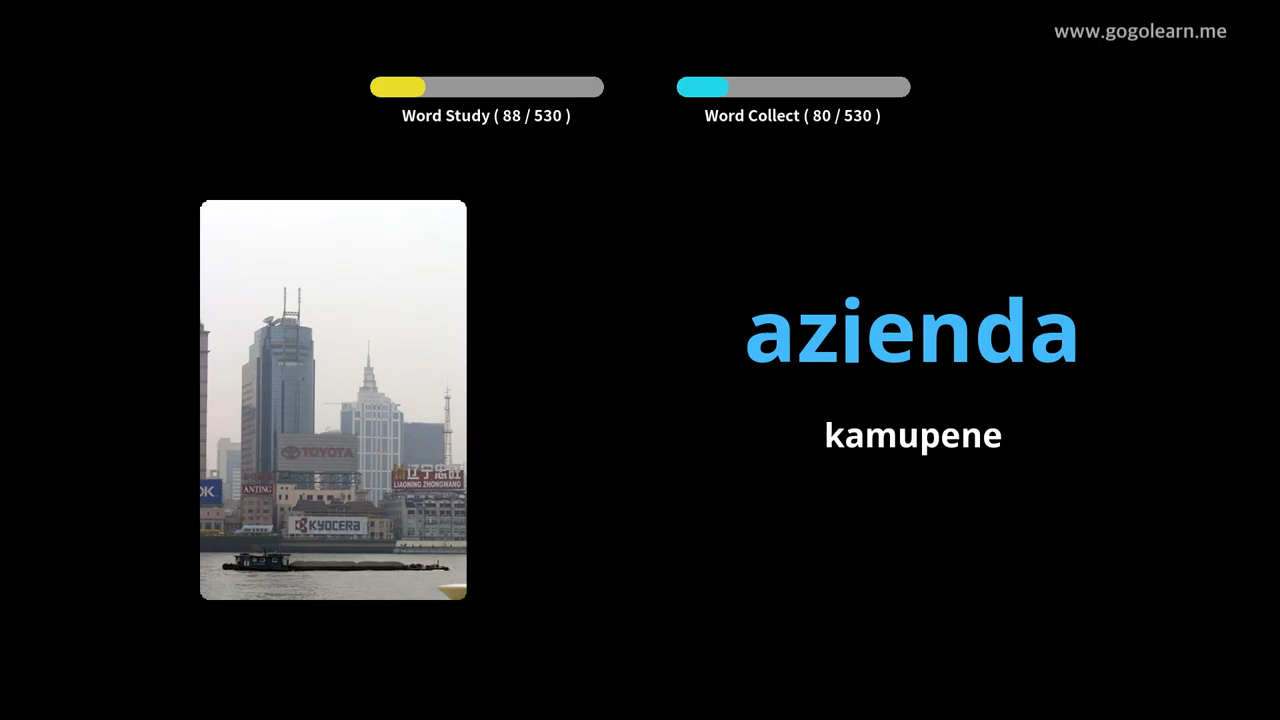 www.gogolearn.me
Word Study ( 88 / 530 )
Word Collect ( 80 / 530 )
azienda
kamupene
TOYOTA
辽宁忠旺
LIAONING ZHONGWANG
OK
ANTING
KYOCERA